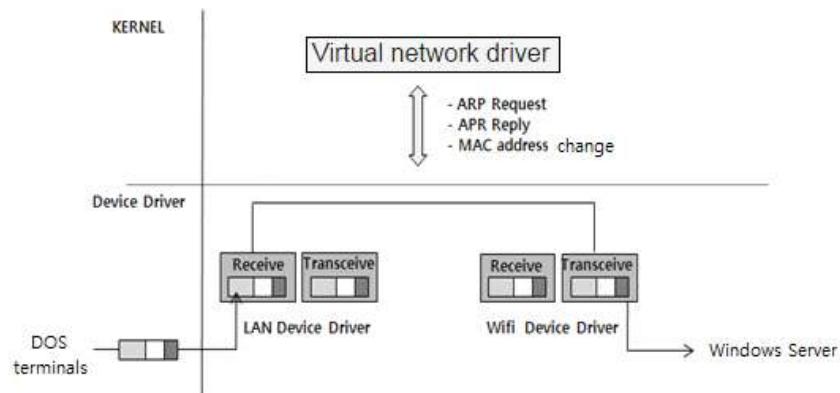 KERNEL
Virtual network driver
- ARP Request
- APR Reply
- MAC address change
Device Driver
Receive
Transceive
Receive
Transceive
LAN Device Driver
Wifi Device Driver
DOS
terminals
Windows Server